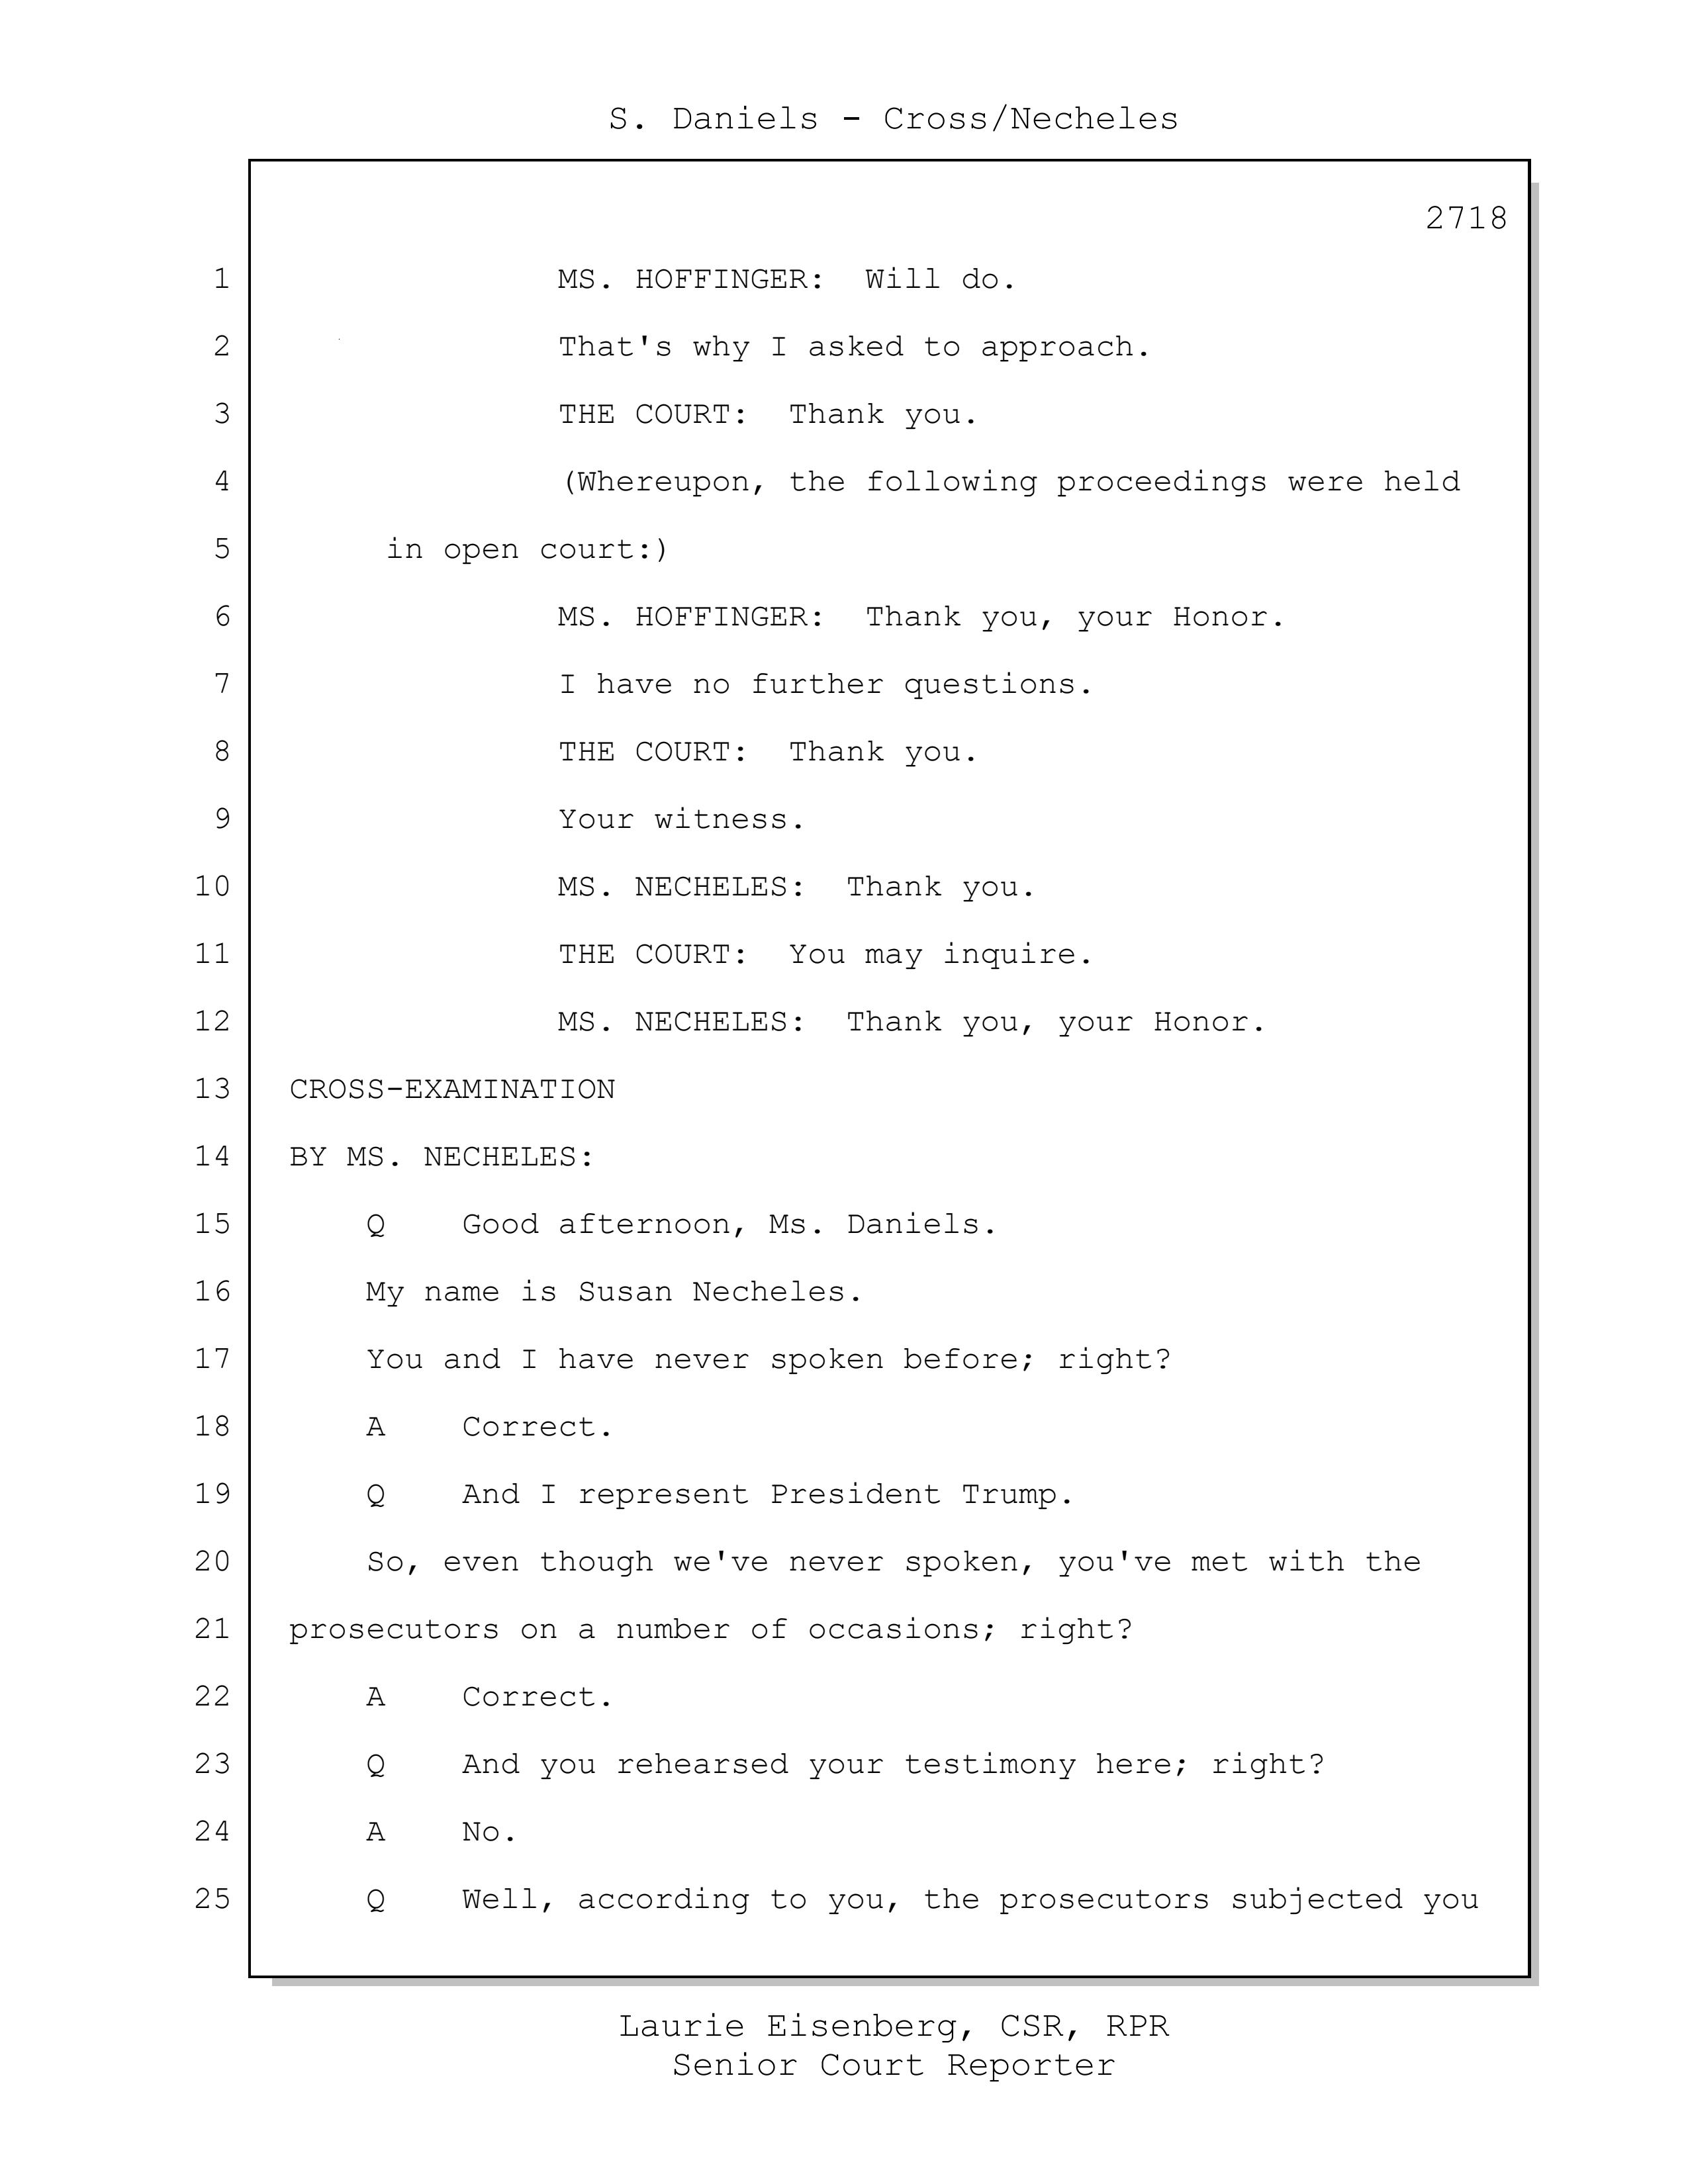 S. Daniels - Cross/Necheles
2718
1 MS. HOFFINGER: Will do.
2 That's why I asked to approach.
3 THE COURT: Thank you.
4 (Whereupon, the following proceedings were held
5 in open court:)
6 MS. HOFFINGER: Thank you, your Honor.
7 I have no further questions.
8 THE COURT: Thank you.
9 Your witness.
10 MS. NECHELES: Thank you.
11 THE COURT: You may inquire.
12 MS. NECHELES: Thank you, your Honor.
13 CROSS-EXAMINATION
14 BY MS. NECHELES:
15 Q Good afternoon, Ms. Daniels.
16 My name is Susan Necheles.
17 You and I have never spoken before; right?
18 A Correct.
19 Q And I represent President Trump.
20 So, even though we've never spoken, you've met with the
21 prosecutors on a number of occasions; right?
22 A Correct.
23 Q And you rehearsed your testimony here; right?
24 A No.
25 Q Well, according to you, the prosecutors subjected you
Laurie Eisenberg, CSR, RPR
Senior Court Reporter